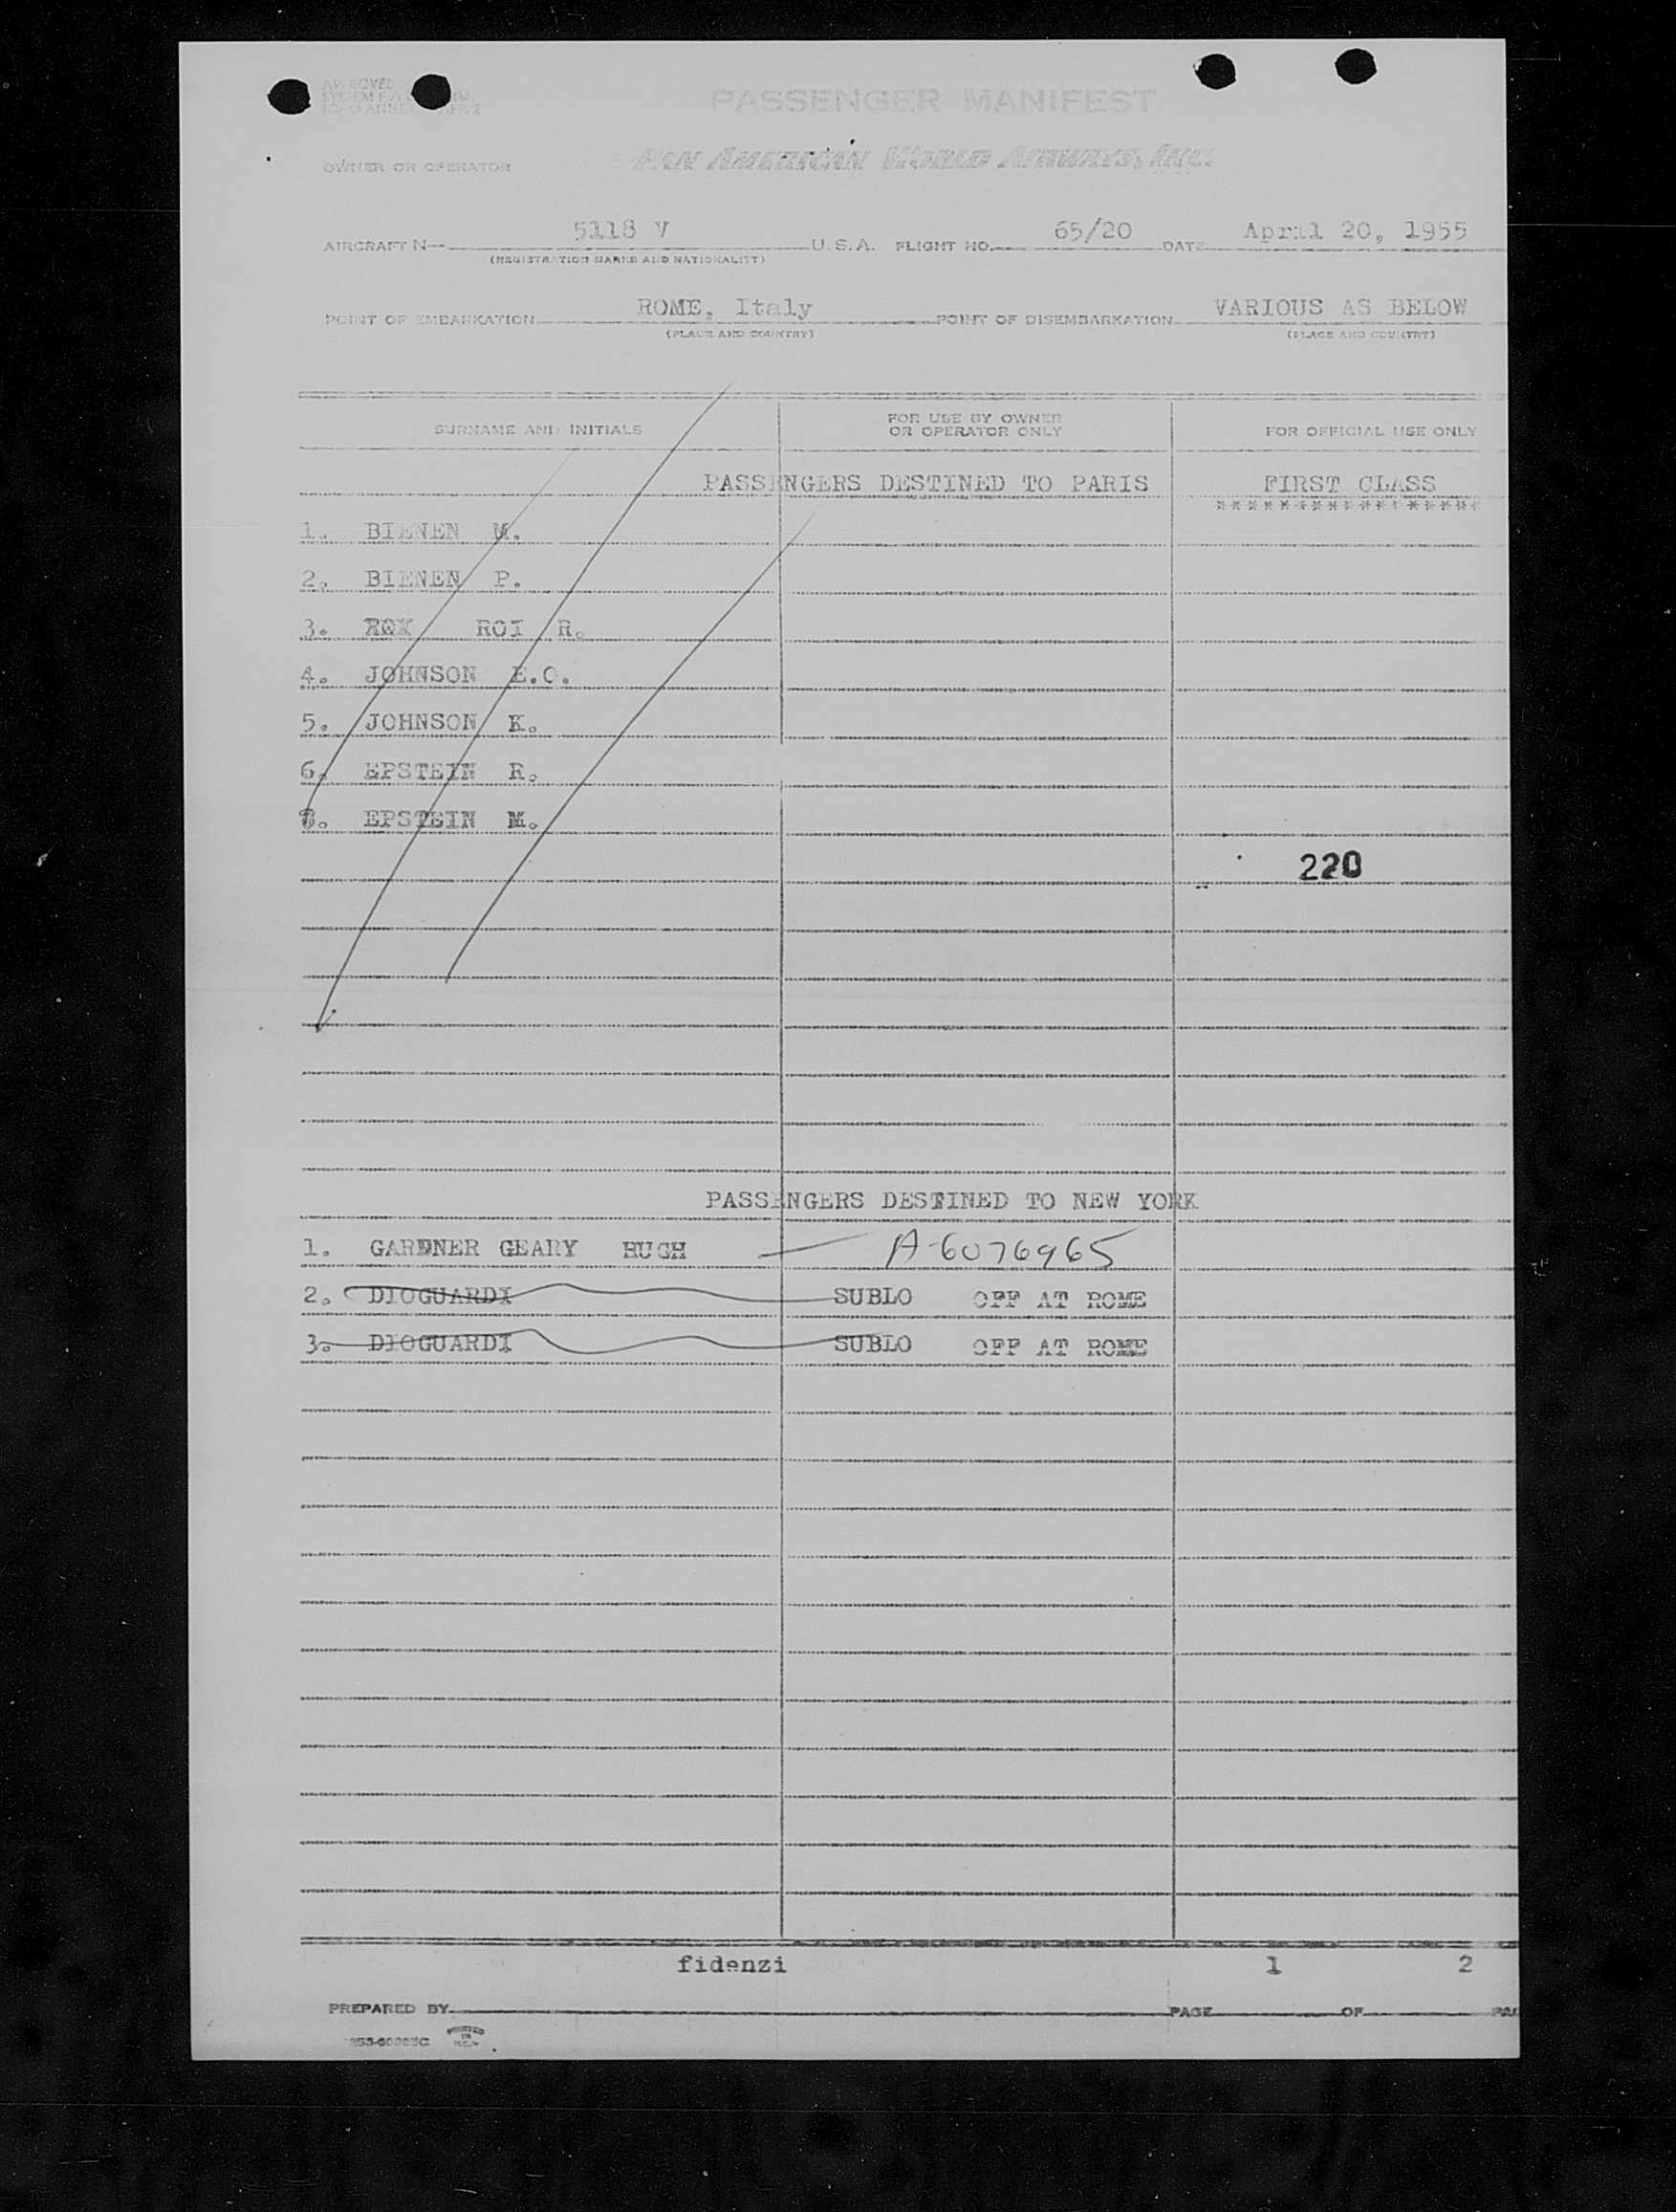 APPROVED
PASSENGER MANIFEST
OWNER OR OPERATOR PAN AMERICAN WORLD AIRWAYS, INC.
AIRCRAFT N— 5118 V U. S. A. FLIGHT NO. 65/20 DATE April 20, 1955
(REGISTRATION MARKS AND NATIONALITY)
POINT OF EMBARKATION ROME, Italy POINT OF DISEMBARKATION VARIOUS AS BELOW
(PLACE AND COUNTRY) (PLACE AND COUNTRY)
SURNAME AND INITIALS FOR USE BY OWNER OR OPERATOR ONLY FOR OFFICIAL USE ONLY
PASSENGERS DESTINED TO PARIS FIRST CLASS
*****************
1. BIENEN M.
2. BIENEN P.
3. ROI R.
4. JOHNSON E.O.
5. JOHNSON K.
6. EPSTEIN R.
7. EPSTEIN M.
220
PASSENGERS DESTINED TO NEW YORK
1. GARDNER GEARY HUGH A-6076965
2. DIOGUARDI SUBLO OFF AT ROME
3. DIOGUARDI SUBLO OFF AT ROME
fidenzi 1 2
PREPARED BY PAGE OF PAG
PRINTED IN